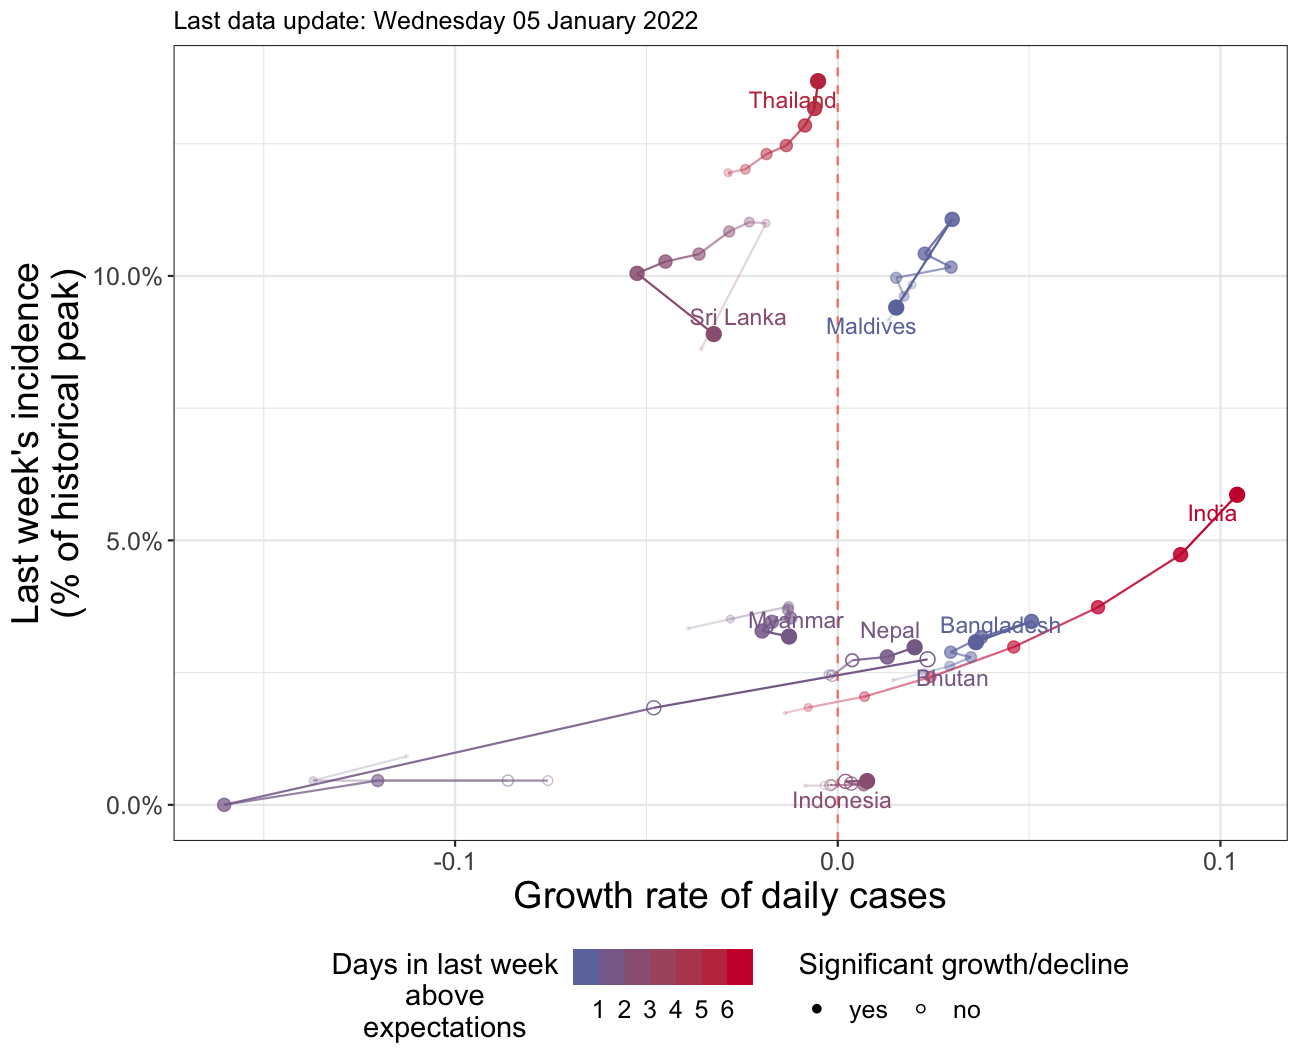 Last data update: Wednesday 05 January 2022
Last week's incidence
(% of historical peak)
10.0%
5.0%
0.0%
Thailand
Sri Lanka
Maldives
India
Myanmar
Nepal
Bangladesh
Bhutan
Indonesia
-0.1
0.0
0.1
Growth rate of daily cases
Days in last week
above
expectations
1 2 3 4 5 6
Significant growth/decline
yes no